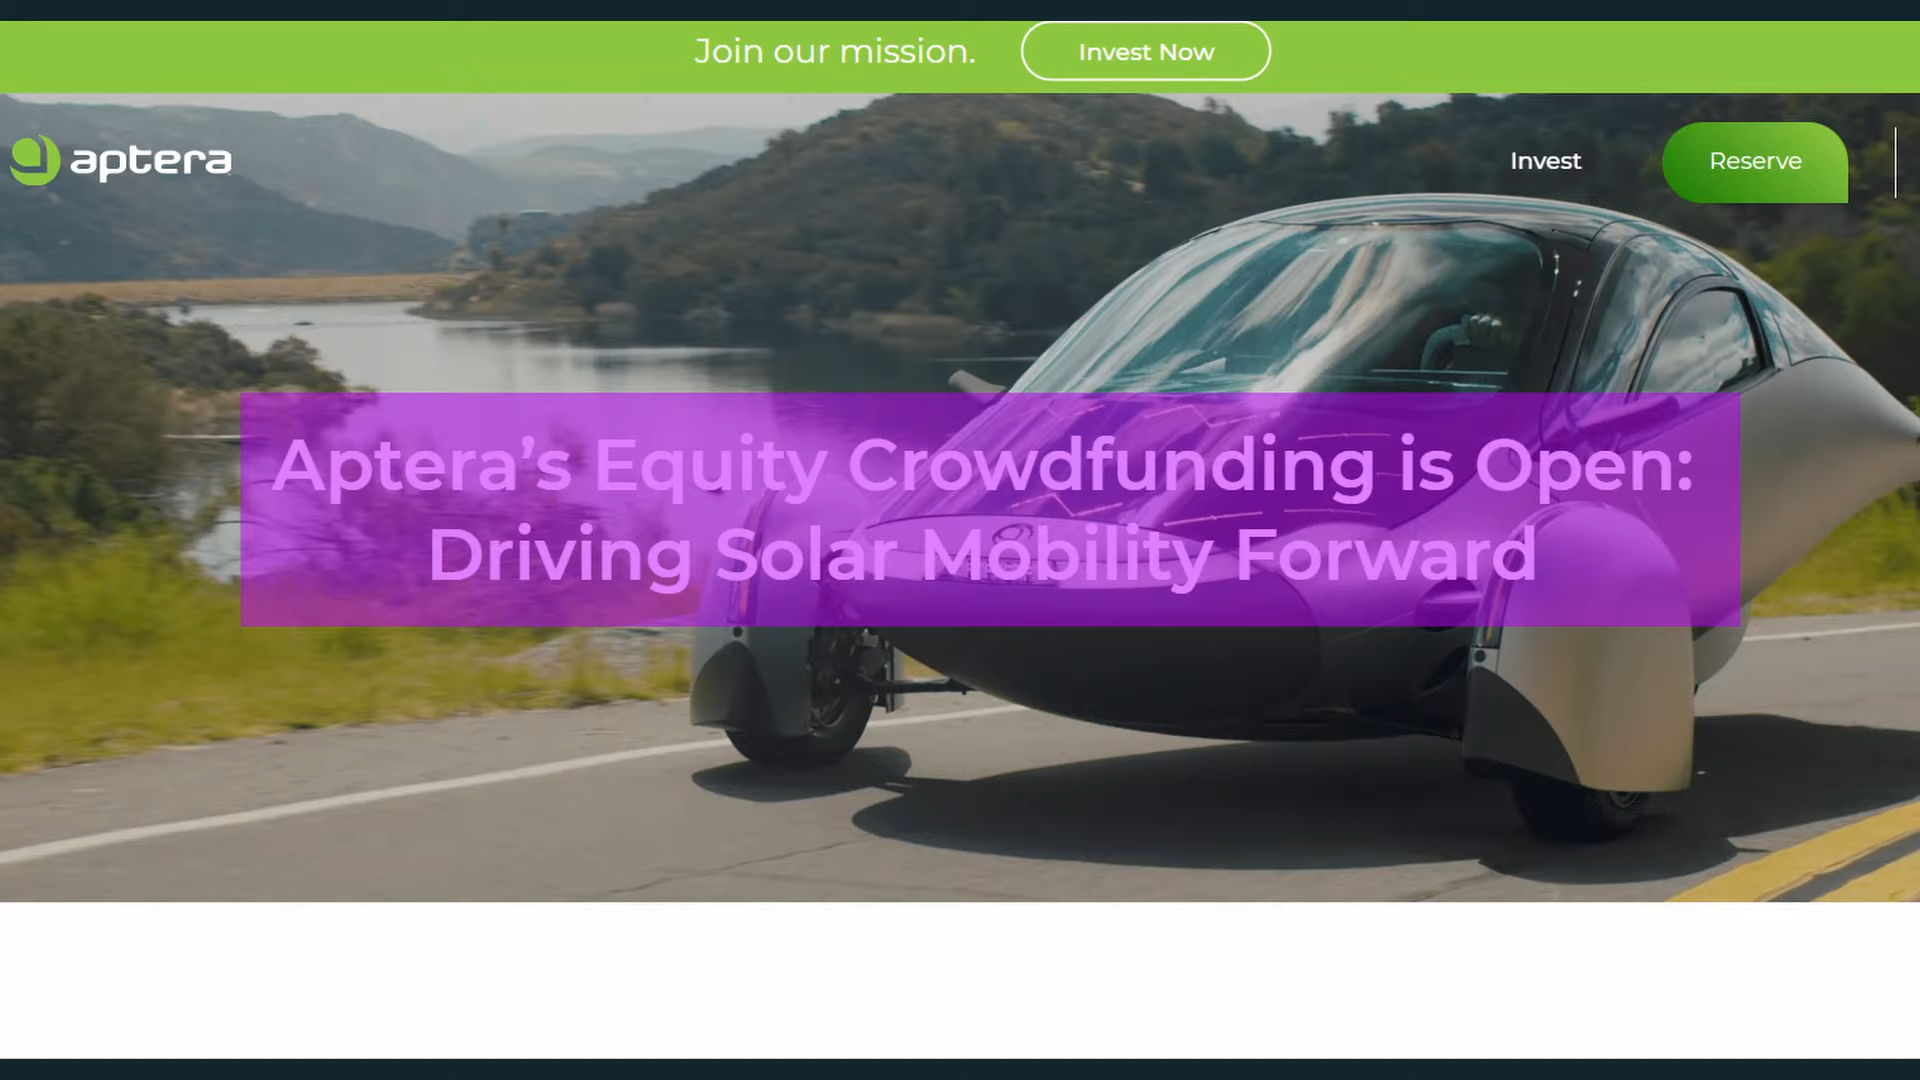 Join our mission.
Invest Now
aptera
Invest
Reserve
Aptera’s Equity Crowdfunding is Open:
Driving Solar Mobility Forward